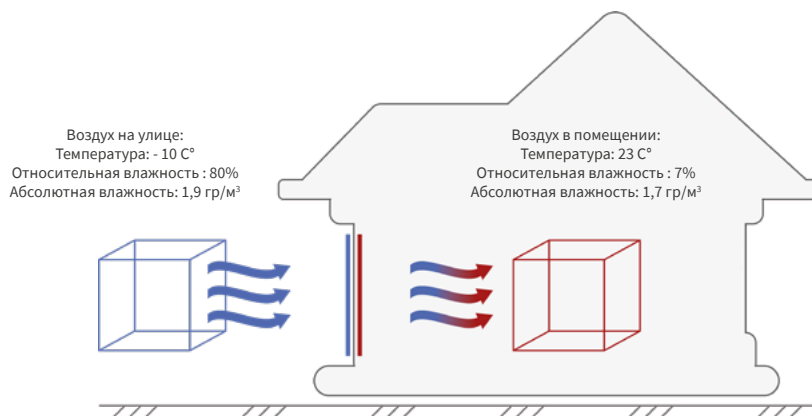 Воздух на улице:
Температура: - 10 C°
Относительная влажность : 80%
Абсолютная влажность: 1,9 гр/м³
Воздух в помещении:
Температура: 23 C°
Относительная влажность : 7%
Абсолютная влажность: 1,7 гр/м³